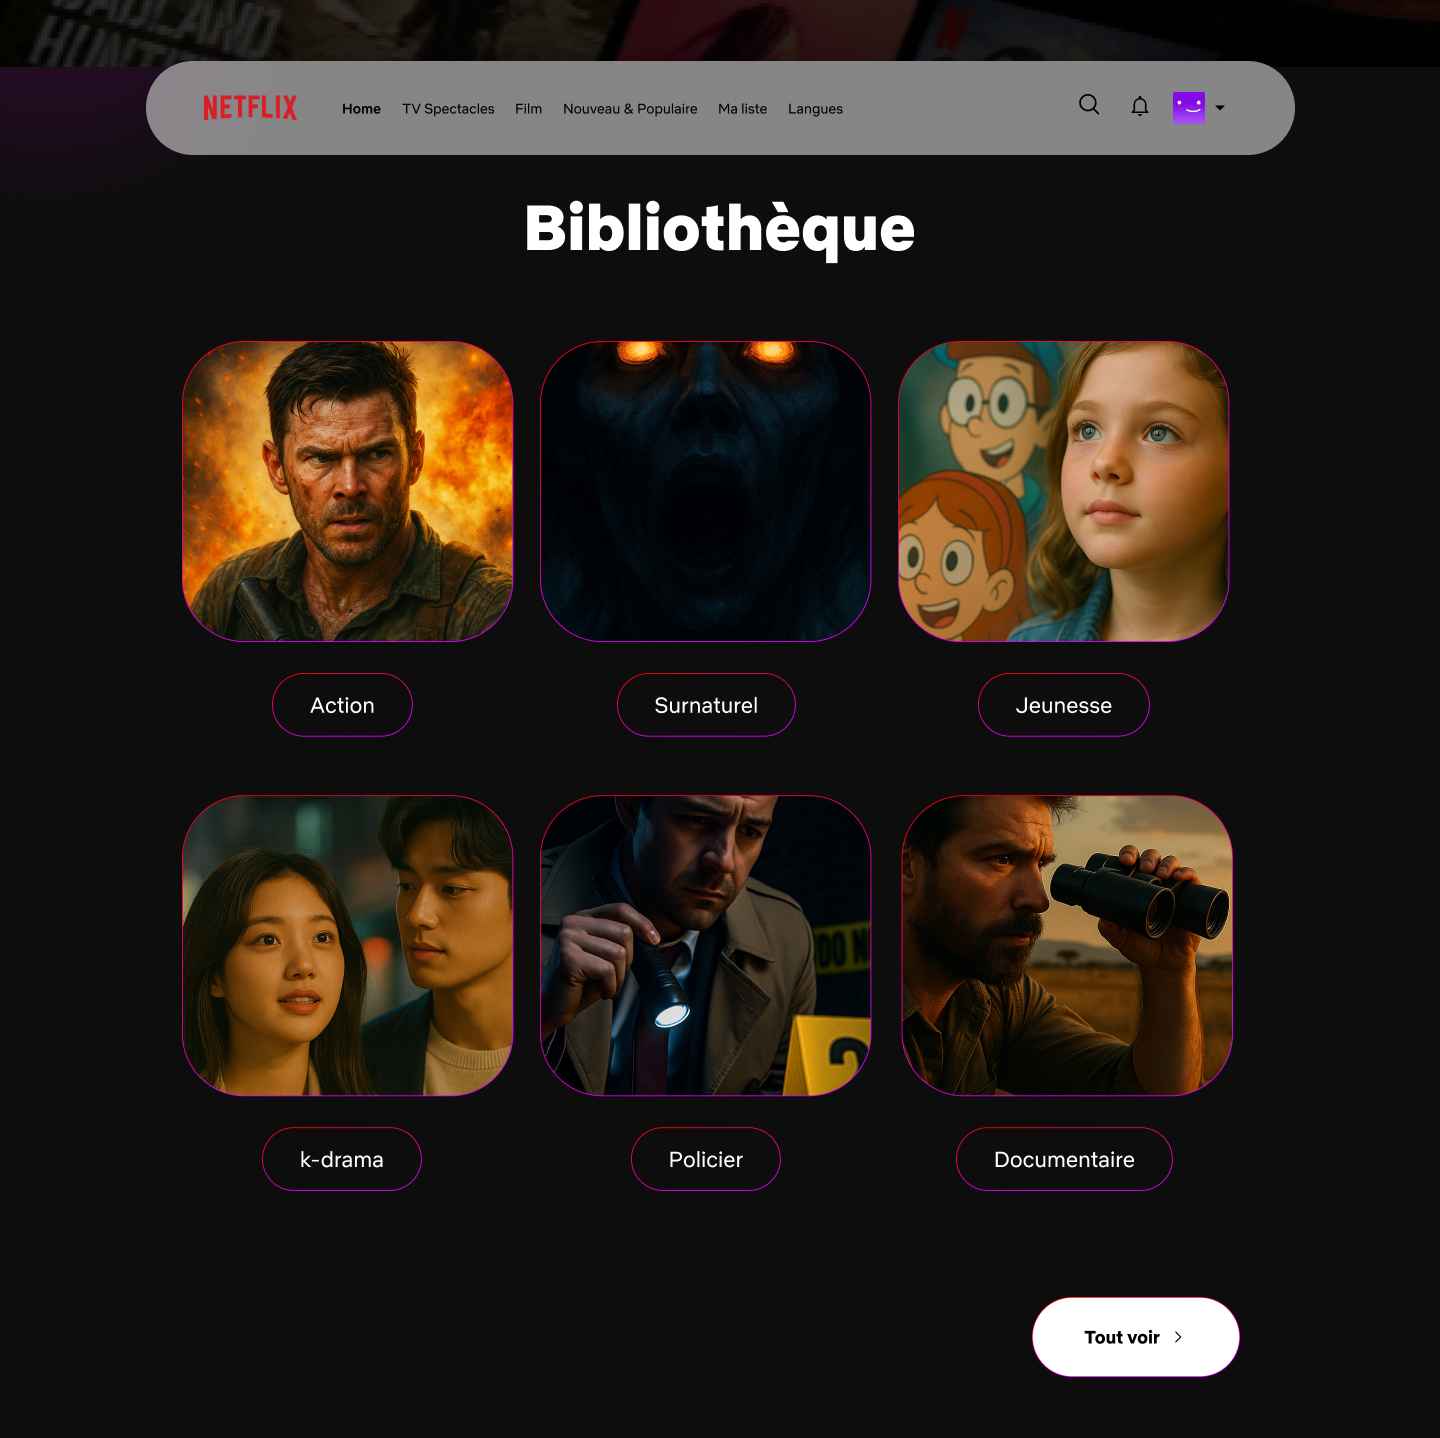 NETFLIX
Home TV Spectacles Film Nouveau & Populaire Ma liste Langues
Bibliothèque
Action
Surnaturel
Jeunesse
k-drama
Policier
Documentaire
Tout voir